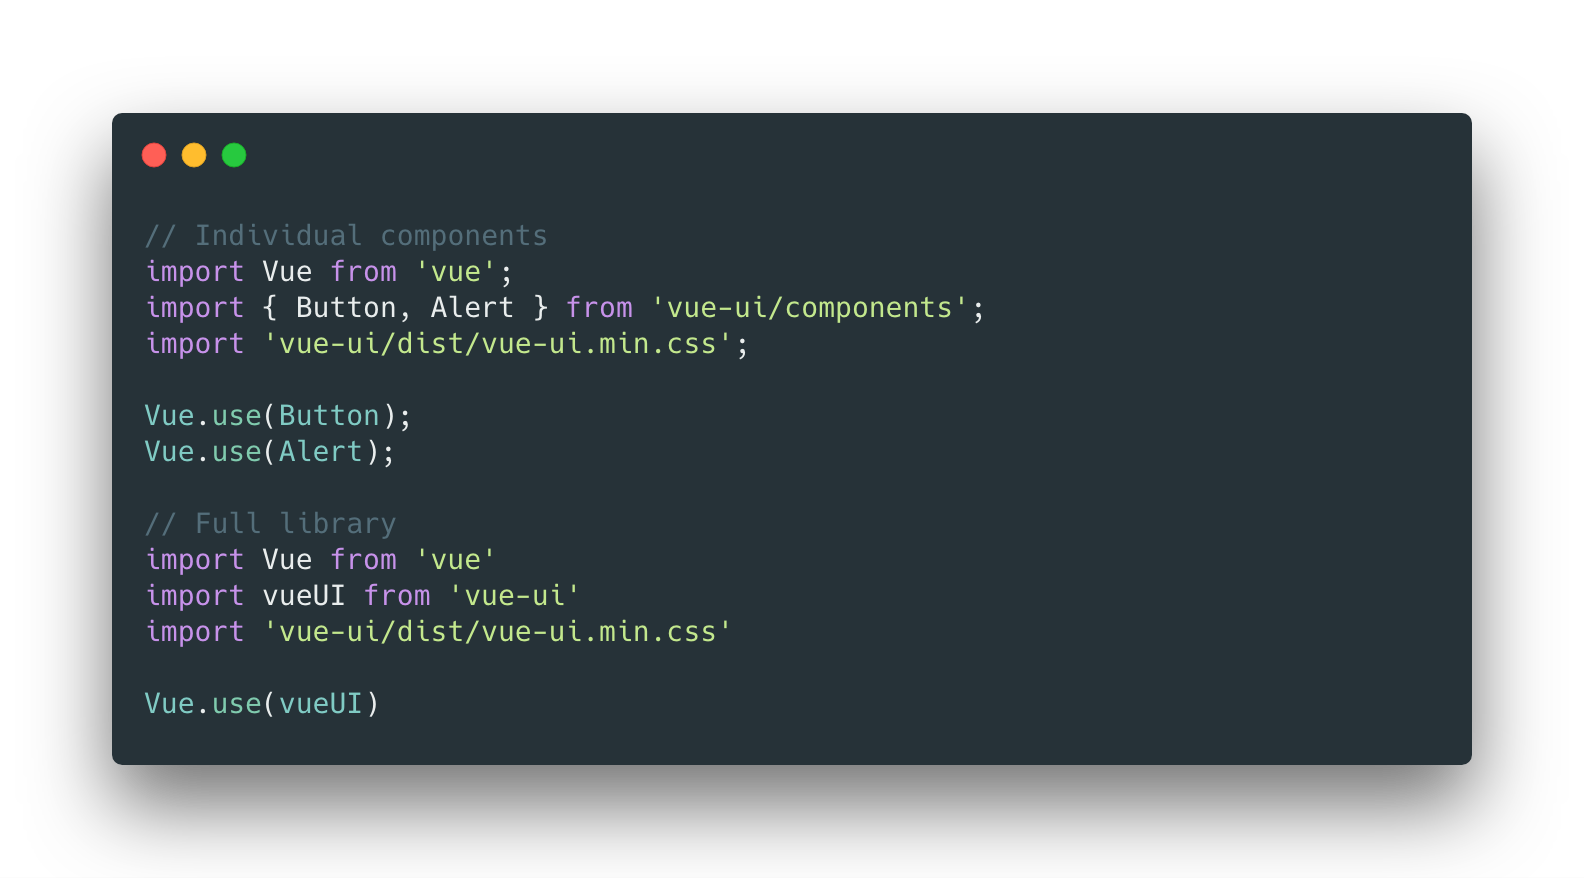 // Individual components
import Vue from 'vue';
import { Button, Alert } from 'vue-ui/components';
import 'vue-ui/dist/vue-ui.min.css';
Vue.use(Button);
Vue.use(Alert);
// Full library
import Vue from 'vue'
import vueUI from 'vue-ui'
import 'vue-ui/dist/vue-ui.min.css'
Vue.use(vueUI)